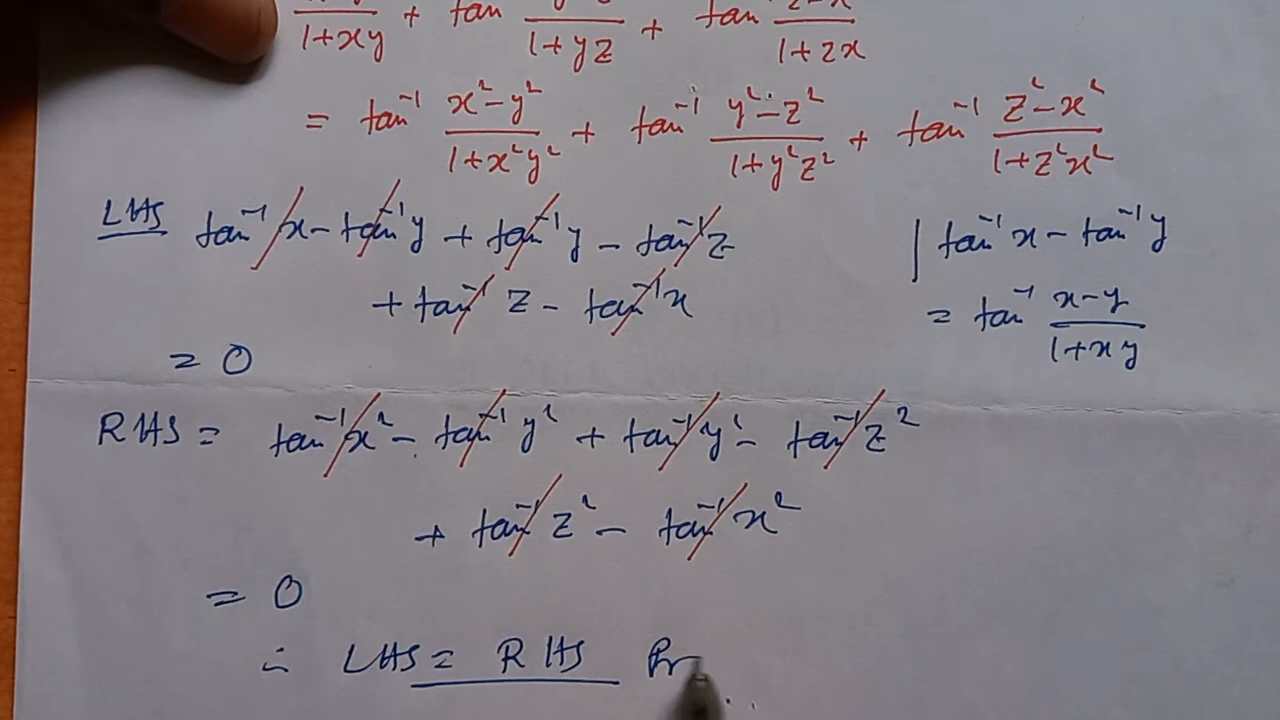 x-y/1+xy + tan y-z/1+yz + tan z-x/1+zx
= tan⁻¹ x²-y²/1+x²y² + tan⁻¹ y²-z²/1+y²z² + tan⁻¹ z²-x²/1+z²x²
LHS tan⁻¹x - tan⁻¹y + tan⁻¹y - tan⁻¹z
+ tan⁻¹z - tan⁻¹x
= 0
| tan⁻¹x - tan⁻¹y
= tan⁻¹ x-y/1+xy
RHS = tan⁻¹x² - tan⁻¹y² + tan⁻¹y² - tan⁻¹z²
+ tan⁻¹z² - tan⁻¹x²
= 0
∴ LHS = RHS Pr